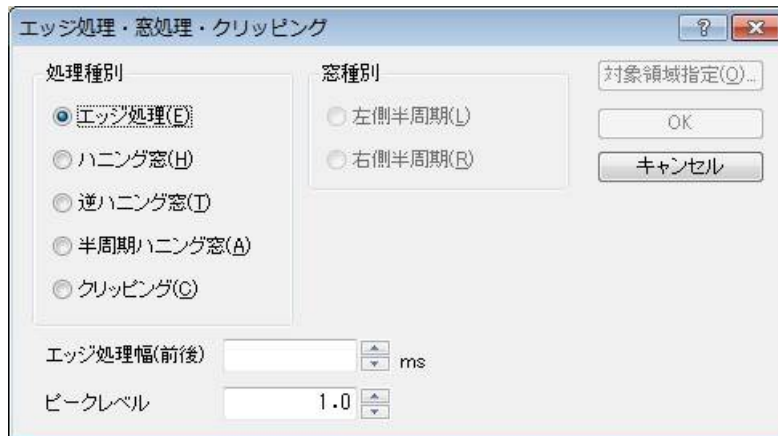 エッジ処理・窓処理・クリッピング
処理種別
エッジ処理(E)
ハニング窓(H)
逆ハニング窓(T)
半周期ハニング窓(A)
クリッピング(C)
窓種別
左側半周期(L)
右側半周期(R)
対象領域指定(O)...
OK
キャンセル
エッジ処理幅(前後) ms
ピークレベル 1.0